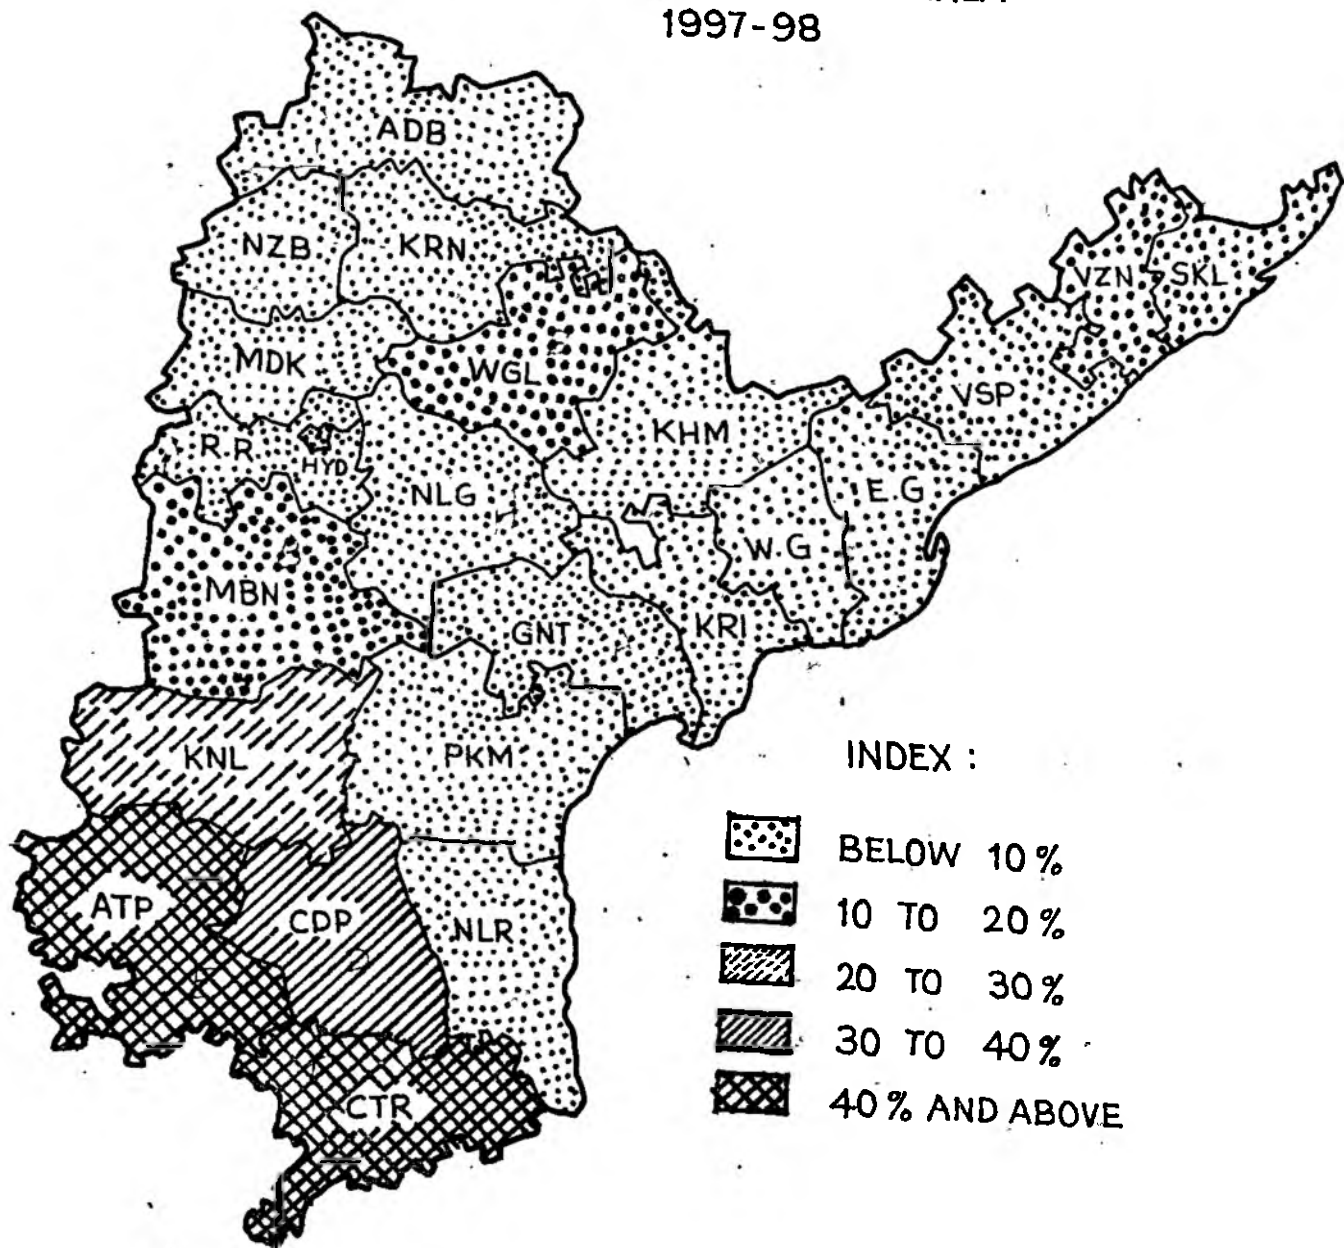 1997-98
ADB
NZB
KRN
VZN
SKL
MDK
WGL
VSP
R.R
HYD
KHM
NLG
E.G
W.G
MBN
GNT
KRI
KNL
PKM
ATP
CDP
NLR
CTR
INDEX :
BELOW 10%
10 TO 20%
20 TO 30%
30 TO 40%
40% AND ABOVE